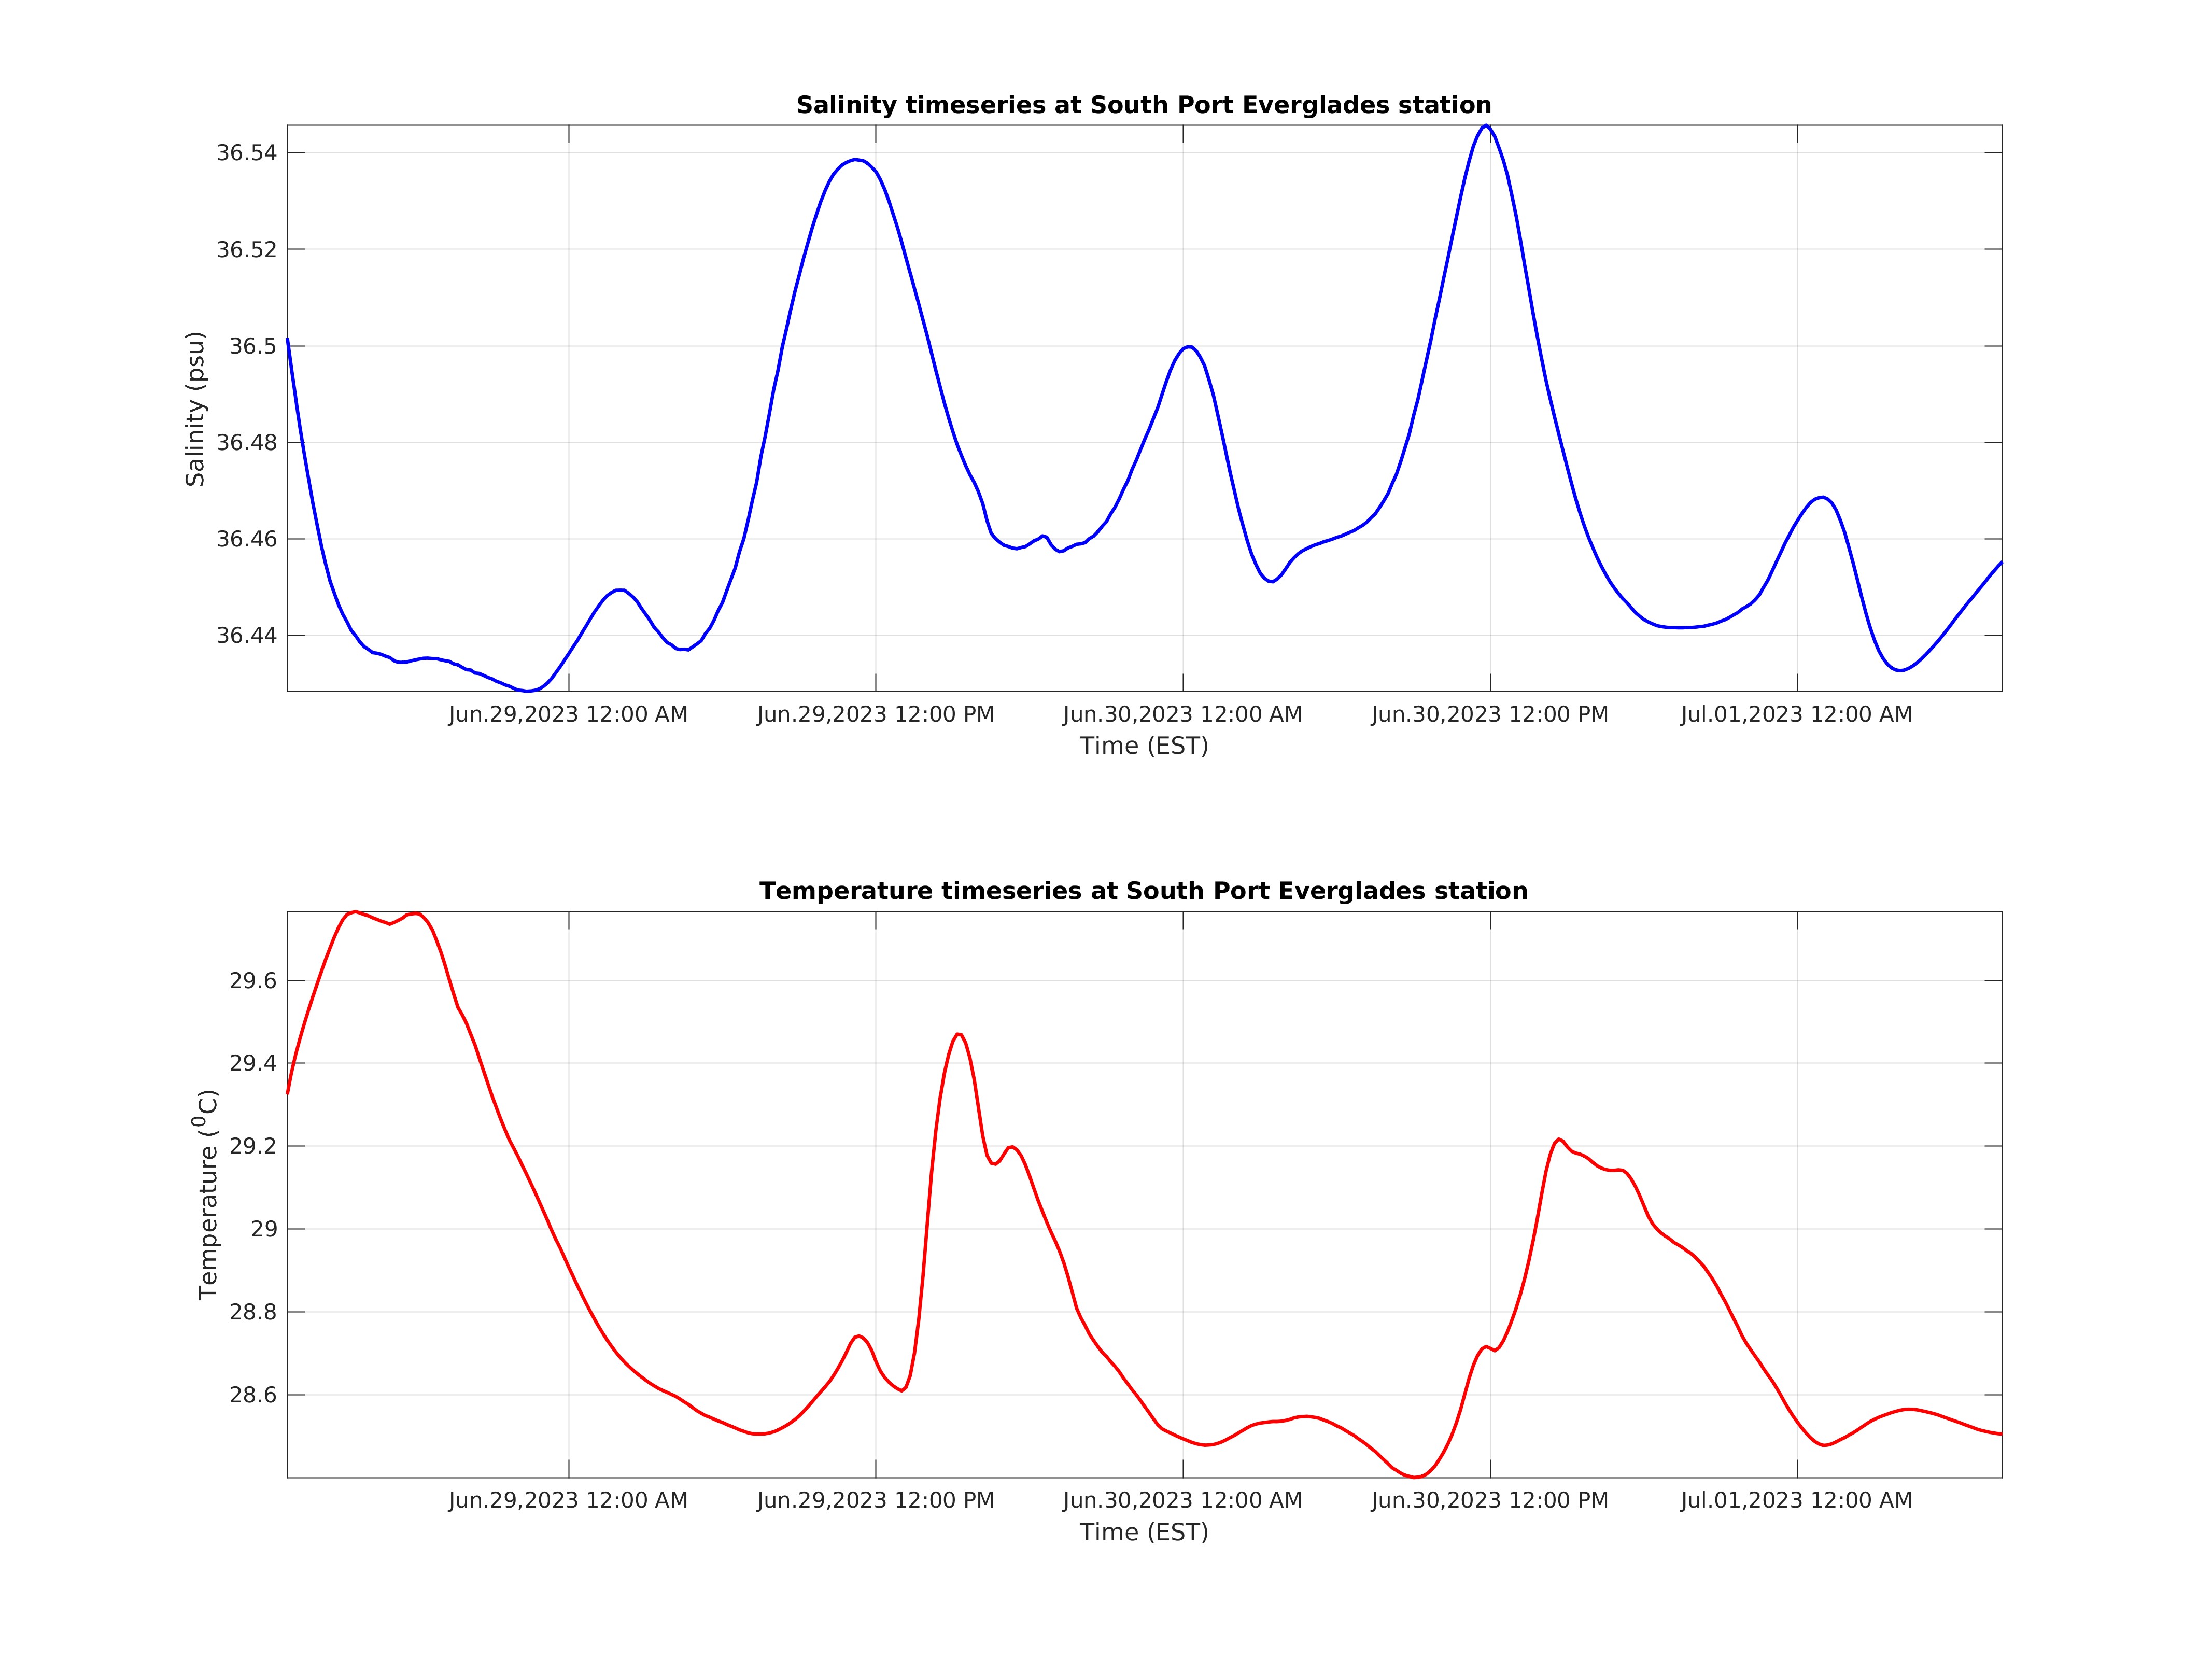 Salinity timeseries at South Port Everglades station
36.54
36.52
36.5
36.48
36.46
36.44
Salinity (psu)
Jun.29,2023 12:00 AM Jun.29,2023 12:00 PM Jun.30,2023 12:00 AM Jun.30,2023 12:00 PM Jul.01,2023 12:00 AM
Time (EST)
Temperature timeseries at South Port Everglades station
29.6
29.4
29.2
29
28.8
28.6
Temperature (⁰C)
Jun.29,2023 12:00 AM Jun.29,2023 12:00 PM Jun.30,2023 12:00 AM Jun.30,2023 12:00 PM Jul.01,2023 12:00 AM
Time (EST)